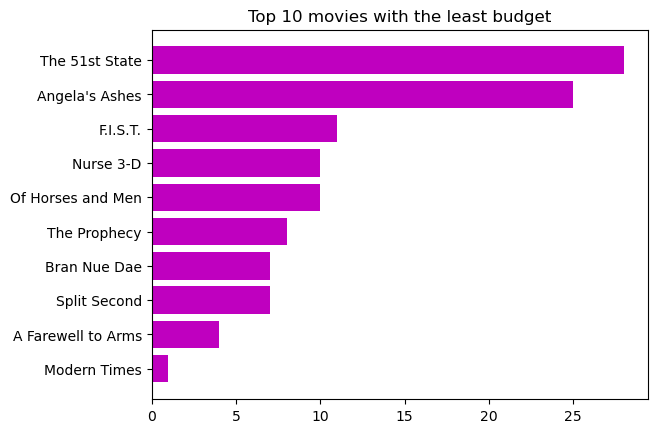 Top 10 movies with the least budget
The 51st State
Angela's Ashes
F.I.S.T.
Nurse 3-D
Of Horses and Men
The Prophecy
Bran Nue Dae
Split Second
A Farewell to Arms
Modern Times
0 5 10 15 20 25